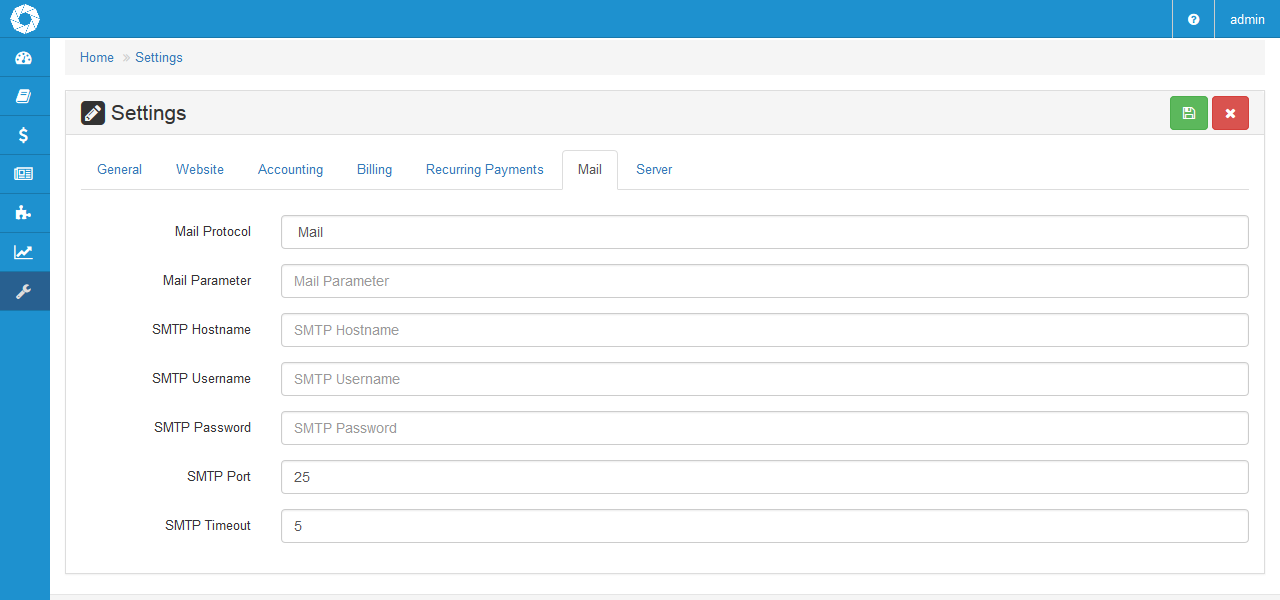 admin
Home » Settings
Settings
General Website Accounting Billing Recurring Payments Mail Server
Mail Protocol Mail
Mail Parameter Mail Parameter
SMTP Hostname SMTP Hostname
SMTP Username SMTP Username
SMTP Password SMTP Password
SMTP Port 25
SMTP Timeout 5